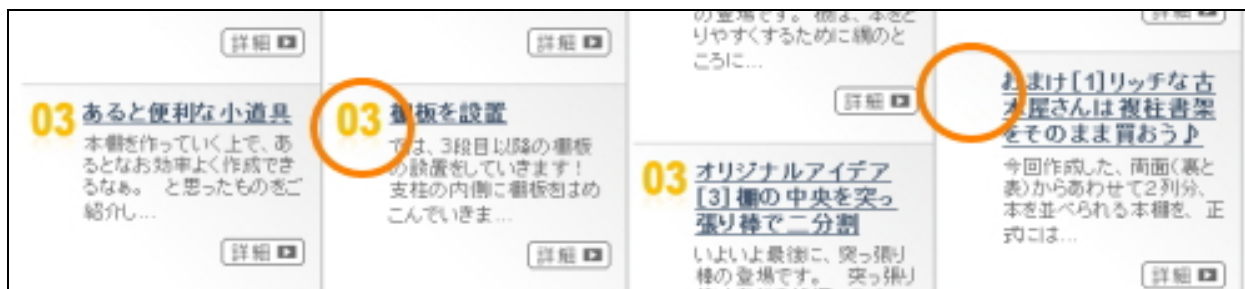 詳細
03 あると便利な小道具
本棚を作っていく上で、あ
るとなお効率よく作成でき
るなぁ。 と思ったものをご
紹介し...
詳細
詳細
03 棚板を設置
では、3段目以降の棚板
の設置をしていきます!
支柱の内側に棚板をはめ
こんでいきま...
詳細
の登場です。棚は、本をと
りやすくするために網のと
ころに...
詳細
03 オリジナルアイデア
[3]棚の中央を突っ
張り棒で二分割
いよいよ最後に、突っ張り
棒の登場です。 突っ張り
詳細
おまけ[1]リッチな古
本屋さんは複柱書架
をそのまま買おう♪
今回作成した、両面(裏と
表)からあわせて2列分、
本を並べられる本棚を、正
式には...
詳細